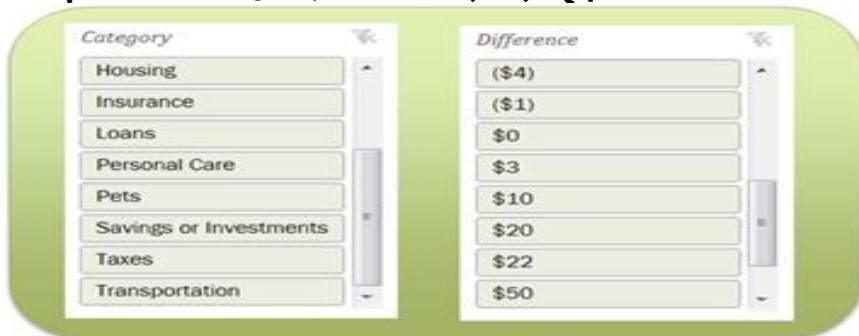 Category
Housing
Insurance
Loans
Personal Care
Pets
Savings or Investments
Taxes
Transportation
Difference
($4)
($1)
$0
$3
$10
$20
$22
$50